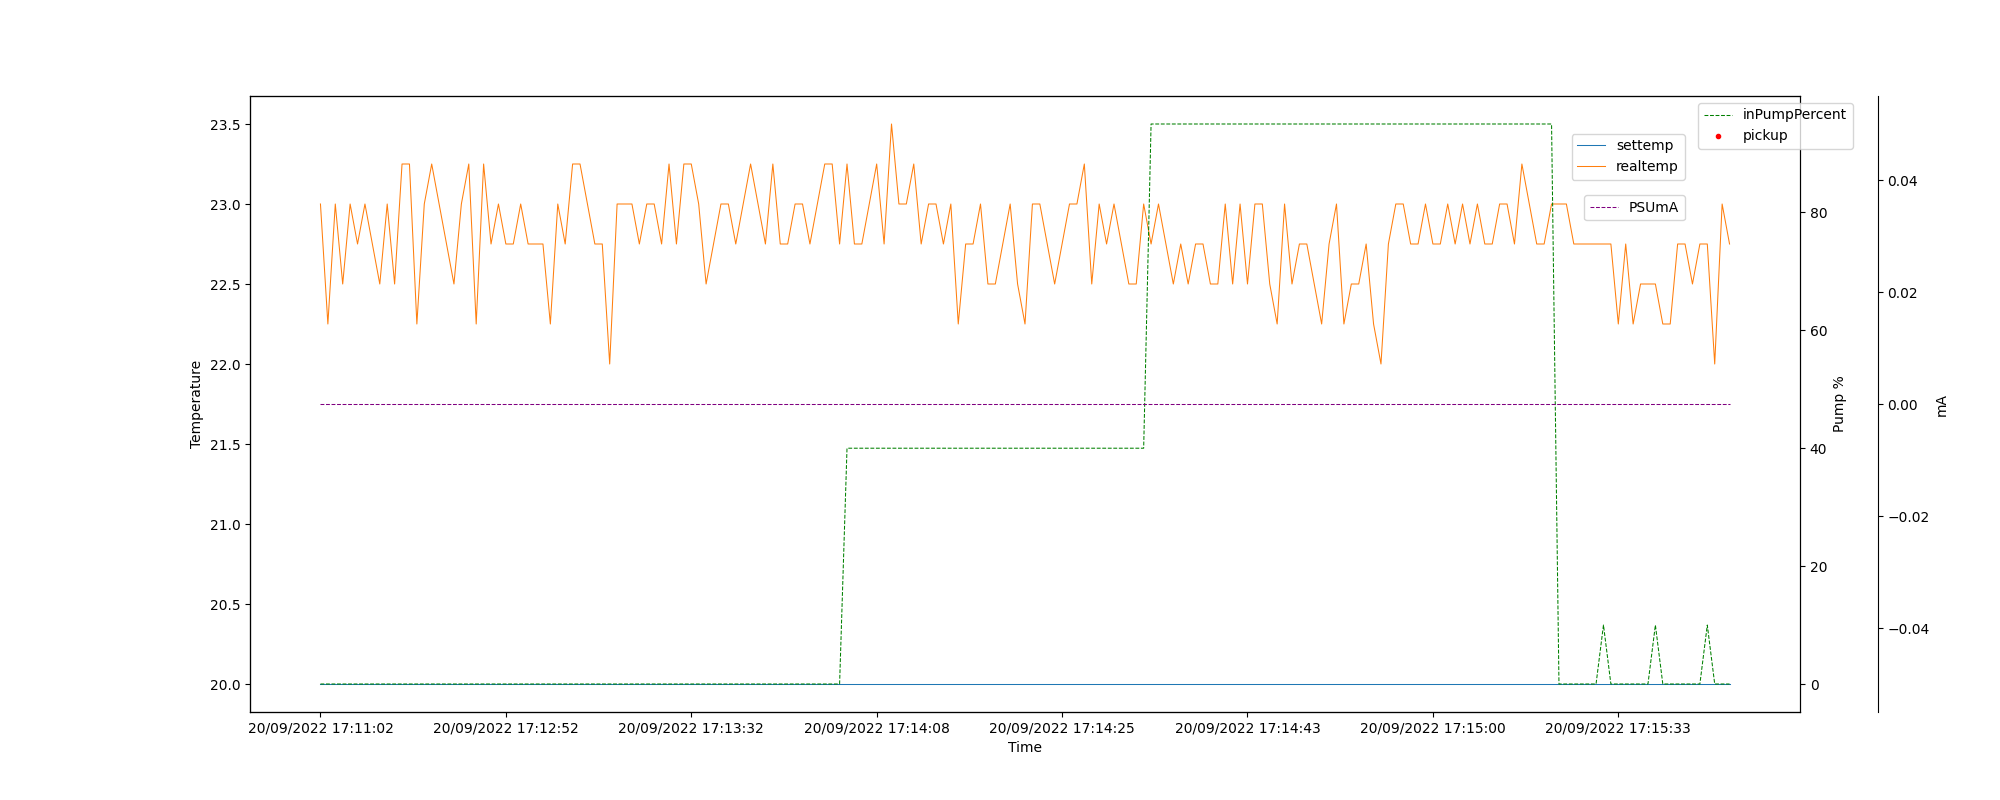 inPumpPercent
pickup
settemp
realtemp
PSUmA
23.5
23.0
22.5
22.0
21.5
21.0
20.5
20.0
Temperature
80
60
40
20
0
Pump %
0.04
0.02
0.00
−0.02
−0.04
mA
20/09/2022 17:11:02
20/09/2022 17:12:52
20/09/2022 17:13:32
20/09/2022 17:14:08
20/09/2022 17:14:25
20/09/2022 17:14:43
20/09/2022 17:15:00
20/09/2022 17:15:33
Time